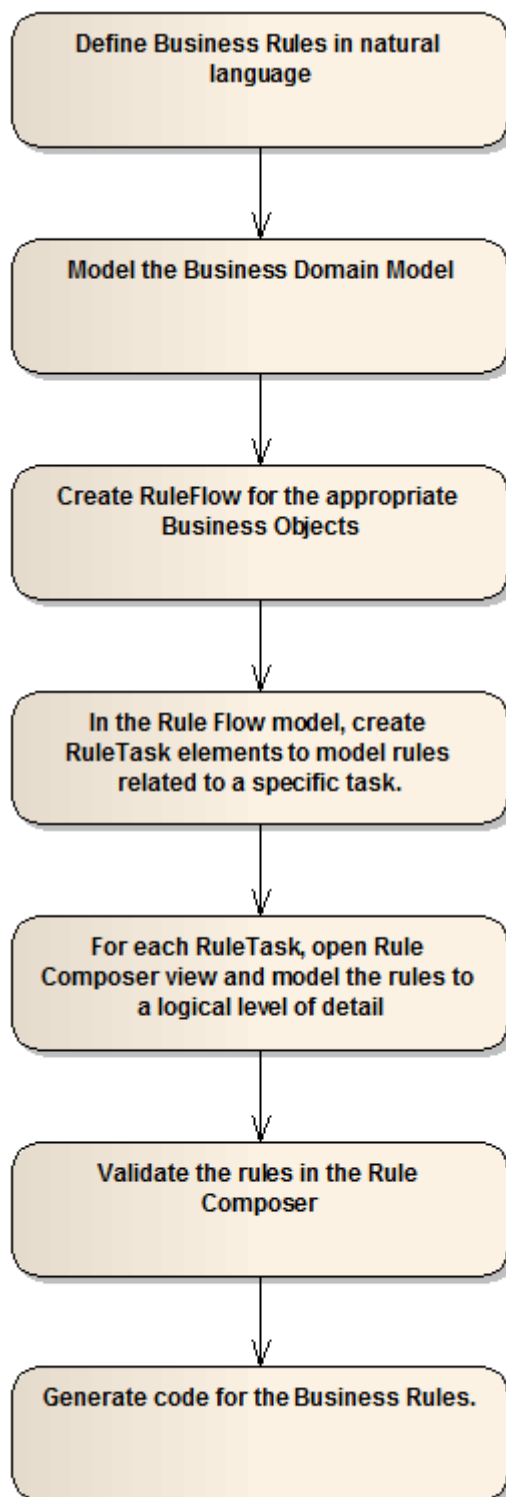 Define Business Rules in natural
language
Model the Business Domain Model
Create RuleFlow for the appropriate
Business Objects
In the Rule Flow model, create
RuleTask elements to model rules
related to a specific task.
For each RuleTask, open Rule
Composer view and model the rules to
a logical level of detail
Validate the rules in the Rule
Composer
Generate code for the Business Rules.